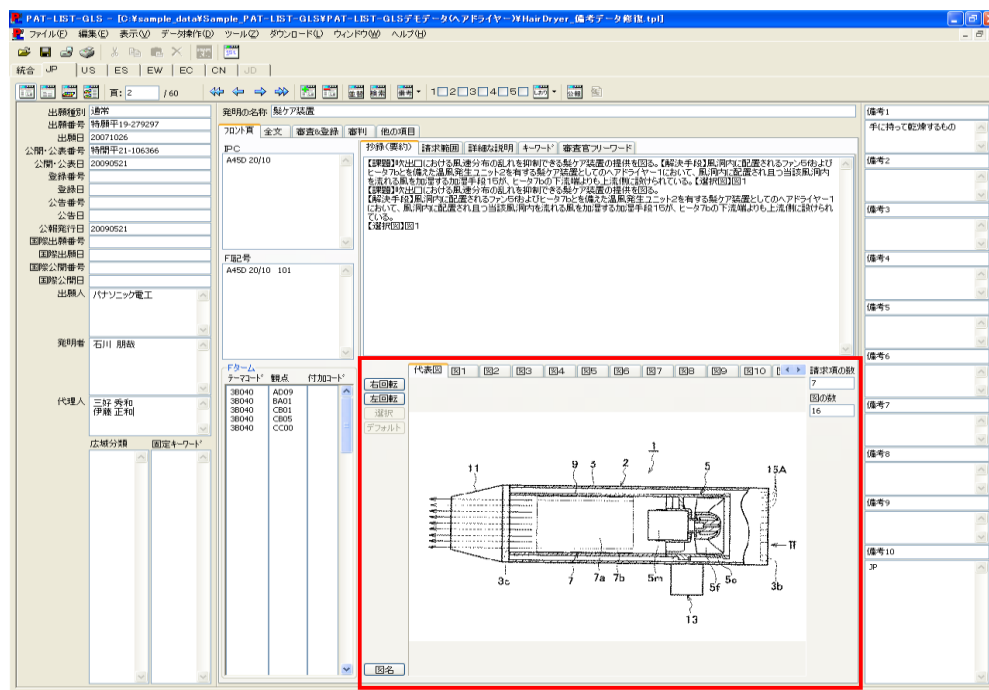 PAT-LIST-GLS - [C:¥sample_data¥Sample_PAT-LIST-GLS¥PAT-LIST-GLSデモデータ(ヘアドライヤー)¥HairDryer_備考データ修復.tpl]
ファイル(F) 編集(E) 表示(V) データ操作(D) ツール(Z) ダウンロード(L) ウィンドウ(W) ヘルプ(H)
統合 JP US ES EW EC CN JD
頁: 2 / 60 並替 検索 備考 1 2 3 4 5 しおり 公報
出願種別 通常
出願番号 特願平19-279297
出願日 20071026
公開・公表番号 特開平21-106366
公開・公表日 20090521
登録番号
登録日
公告番号
公告日
公報発行日 20090521
国際出願番号
国際出願日
国際公開番号
国際公開日
出願人 パナソニック電工
発明者 石川 朋哉
代理人 三好 秀和
伊藤 正和
広域分類 固定キーワード
発明の名称 髪ケア装置
フロント頁 全文 審査&登録 審判 他の項目
IPC
A45D 20/10
FI記号
A45D 20/10 101
Fターム
テーマコード 観点 付加コード
3B040 AD09
3B040 BA01
3B040 CB01
3B040 CB05
3B040 CC00
抄録(要約) 請求範囲 詳細な説明 キーワード 審査官フリーワード
【課題】吹出口における風速分布の乱れを抑制できる髪ケア装置の提供を図る。【解決手段】風洞内に配置されるファン5fおよび
ヒータ7bとを備えた温風発生ユニット2を有する髪ケア装置としてのヘアドライヤー1において、風洞内に配置され且つ当該風洞内
を流れる風を加湿する加湿手段15が、ヒータ7bの下流端よりも上流側に設けられている。【選択図】図1
【課題】吹出口における風速分布の乱れを抑制できる髪ケア装置の提供を図る。
【解決手段】風洞内に配置されるファン5fおよびヒータ7bとを備えた温風発生ユニット2を有する髪ケア装置としてのヘアドライヤー1
において、風洞内に配置され且つ当該風洞内を流れる風を加湿する加湿手段15が、ヒータ7bの下流端よりも上流側に設けられ
ている。
【選択図】図1
右回転
左回転
選択
デフォルト
図名
代表図 図1 図2 図3 図4 図5 図6 図7 図8 図9 図10
1
11 9 3 2 5 15A
3c 7 7a 7b 5m 5f 5e 3b
13
請求項の数
7
図の数
16
備考1
手に持って乾燥するもの
備考2
備考3
備考4
備考5
備考6
備考7
備考8
備考9
備考10
JP